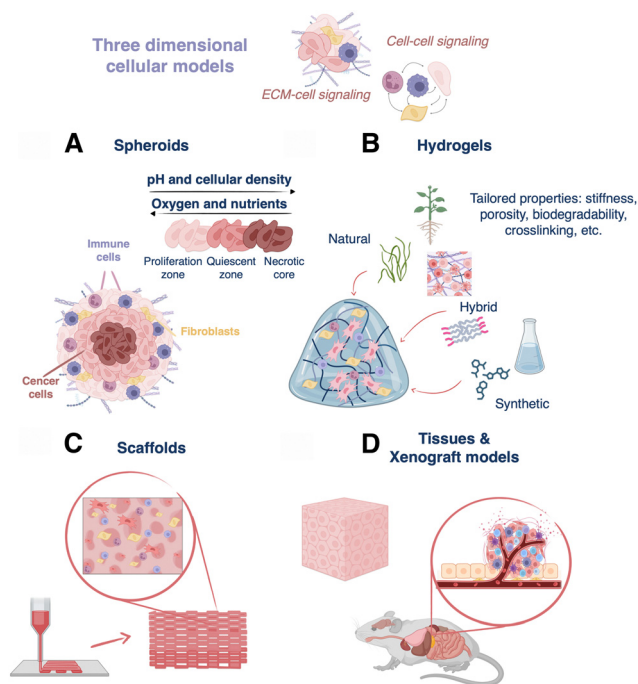 Three dimensional
cellular models
Cell-cell signaling
ECM-cell signaling
A
Spheroids
pH and cellular density
Oxygen and nutrients
Immune
cells
Proliferation
zone
Quiescent
zone
Necrotic
core
Fibroblasts
Cencer
cells
B
Hydrogels
Tailored properties: stiffness,
porosity, biodegradability,
crosslinking, etc.
Natural
Hybrid
Synthetic
C
Scaffolds
D
Tissues &
Xenograft models